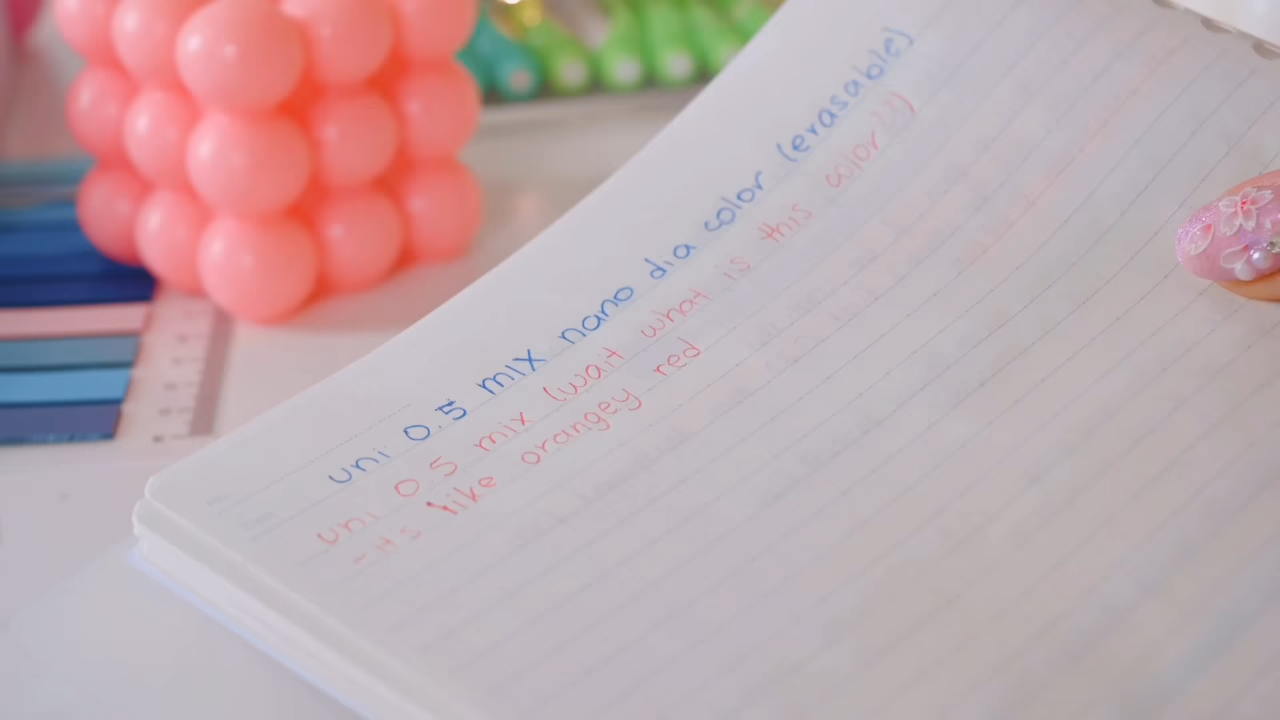 uni 0.5 mix nano dia color (erasable)
uni 0.5 mix (wait what is this color??)
- its like orangey red